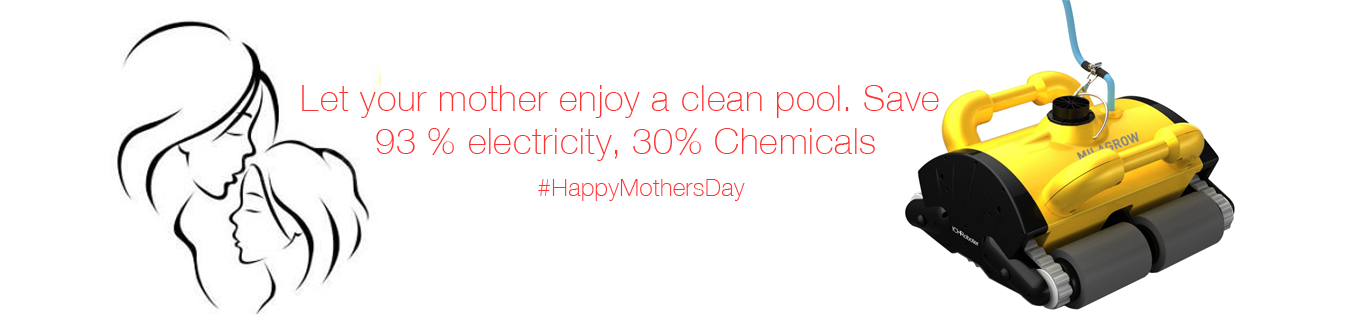 Let your mother enjoy a clean pool. Save
93 % electricity, 30% Chemicals
#HappyMothersDay
MILAGROW